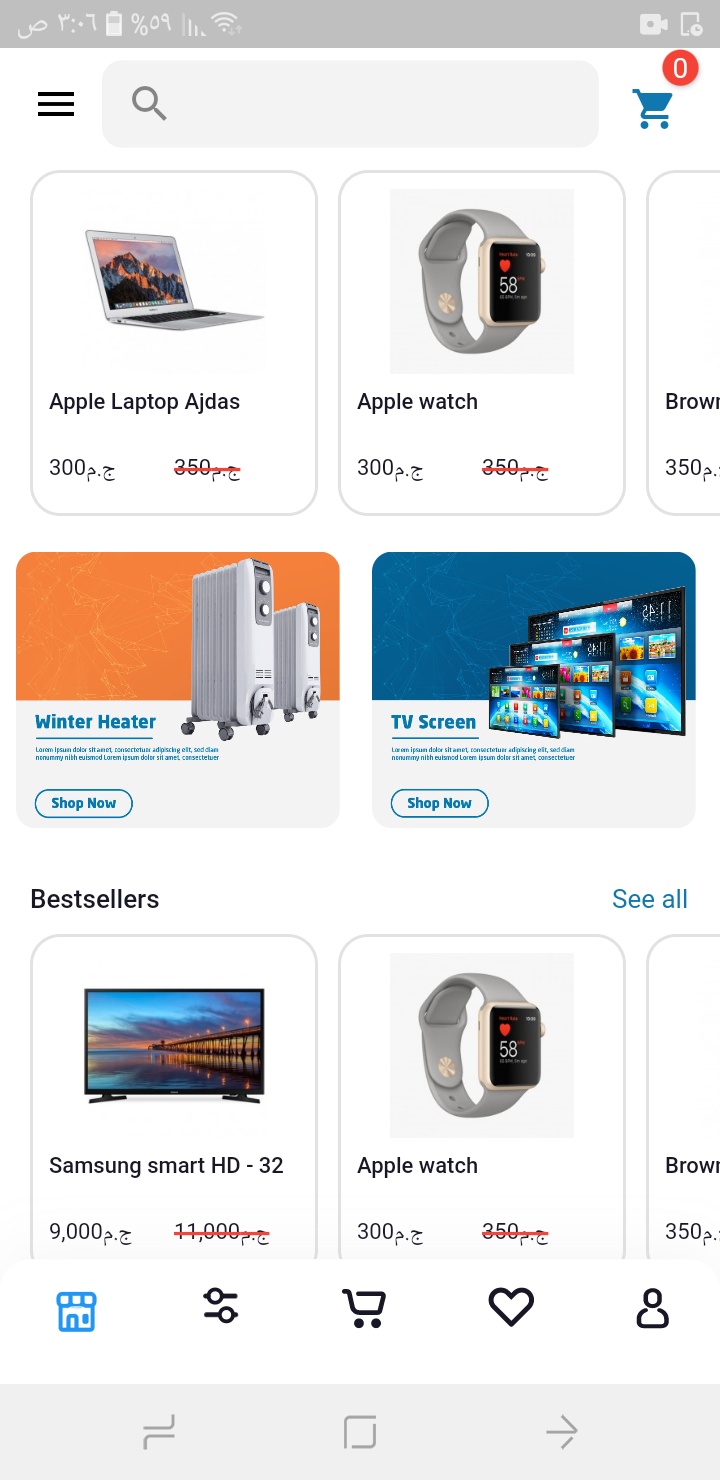 ص ٣:٠٦ %٥٩
0
Apple Laptop Ajdas
Apple watch
Brown
300ج.م
350ج.م
300ج.م
350ج.م
350ج.م
58
Winter Heater
Lorem ipsum dolor sit amet, consectetuer adipiscing elit, sed diam
nonummy nibh euismod Lorem ipsum dolor sit amet, consectetuer
Shop Now
TV Screen
Lorem ipsum dolor sit amet, consectetuer adipiscing elit, sed diam
nonummy nibh euismod Lorem ipsum dolor sit amet, consectetuer
Shop Now
Bestsellers
See all
58
Samsung smart HD - 32
Apple watch
Brown
9,000ج.م
11,000ج.م
300ج.م
350ج.م
350ج.م